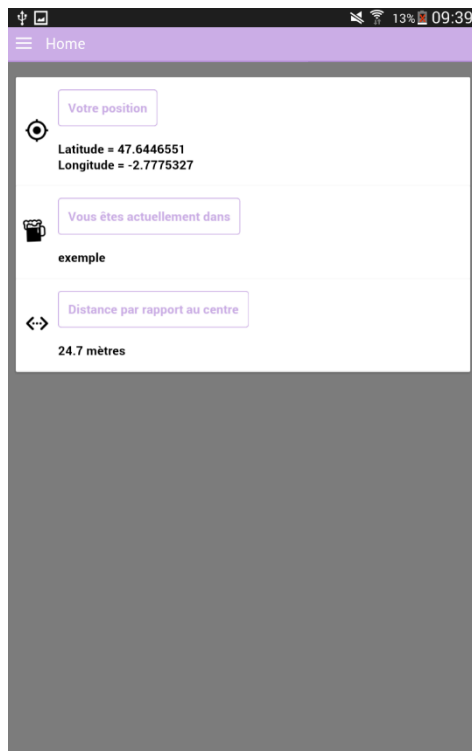 13% 09:39
Home
Votre position
Latitude = 47.6446551
Longitude = -2.7775327
Vous êtes actuellement dans
exemple
Distance par rapport au centre
24.7 mètres